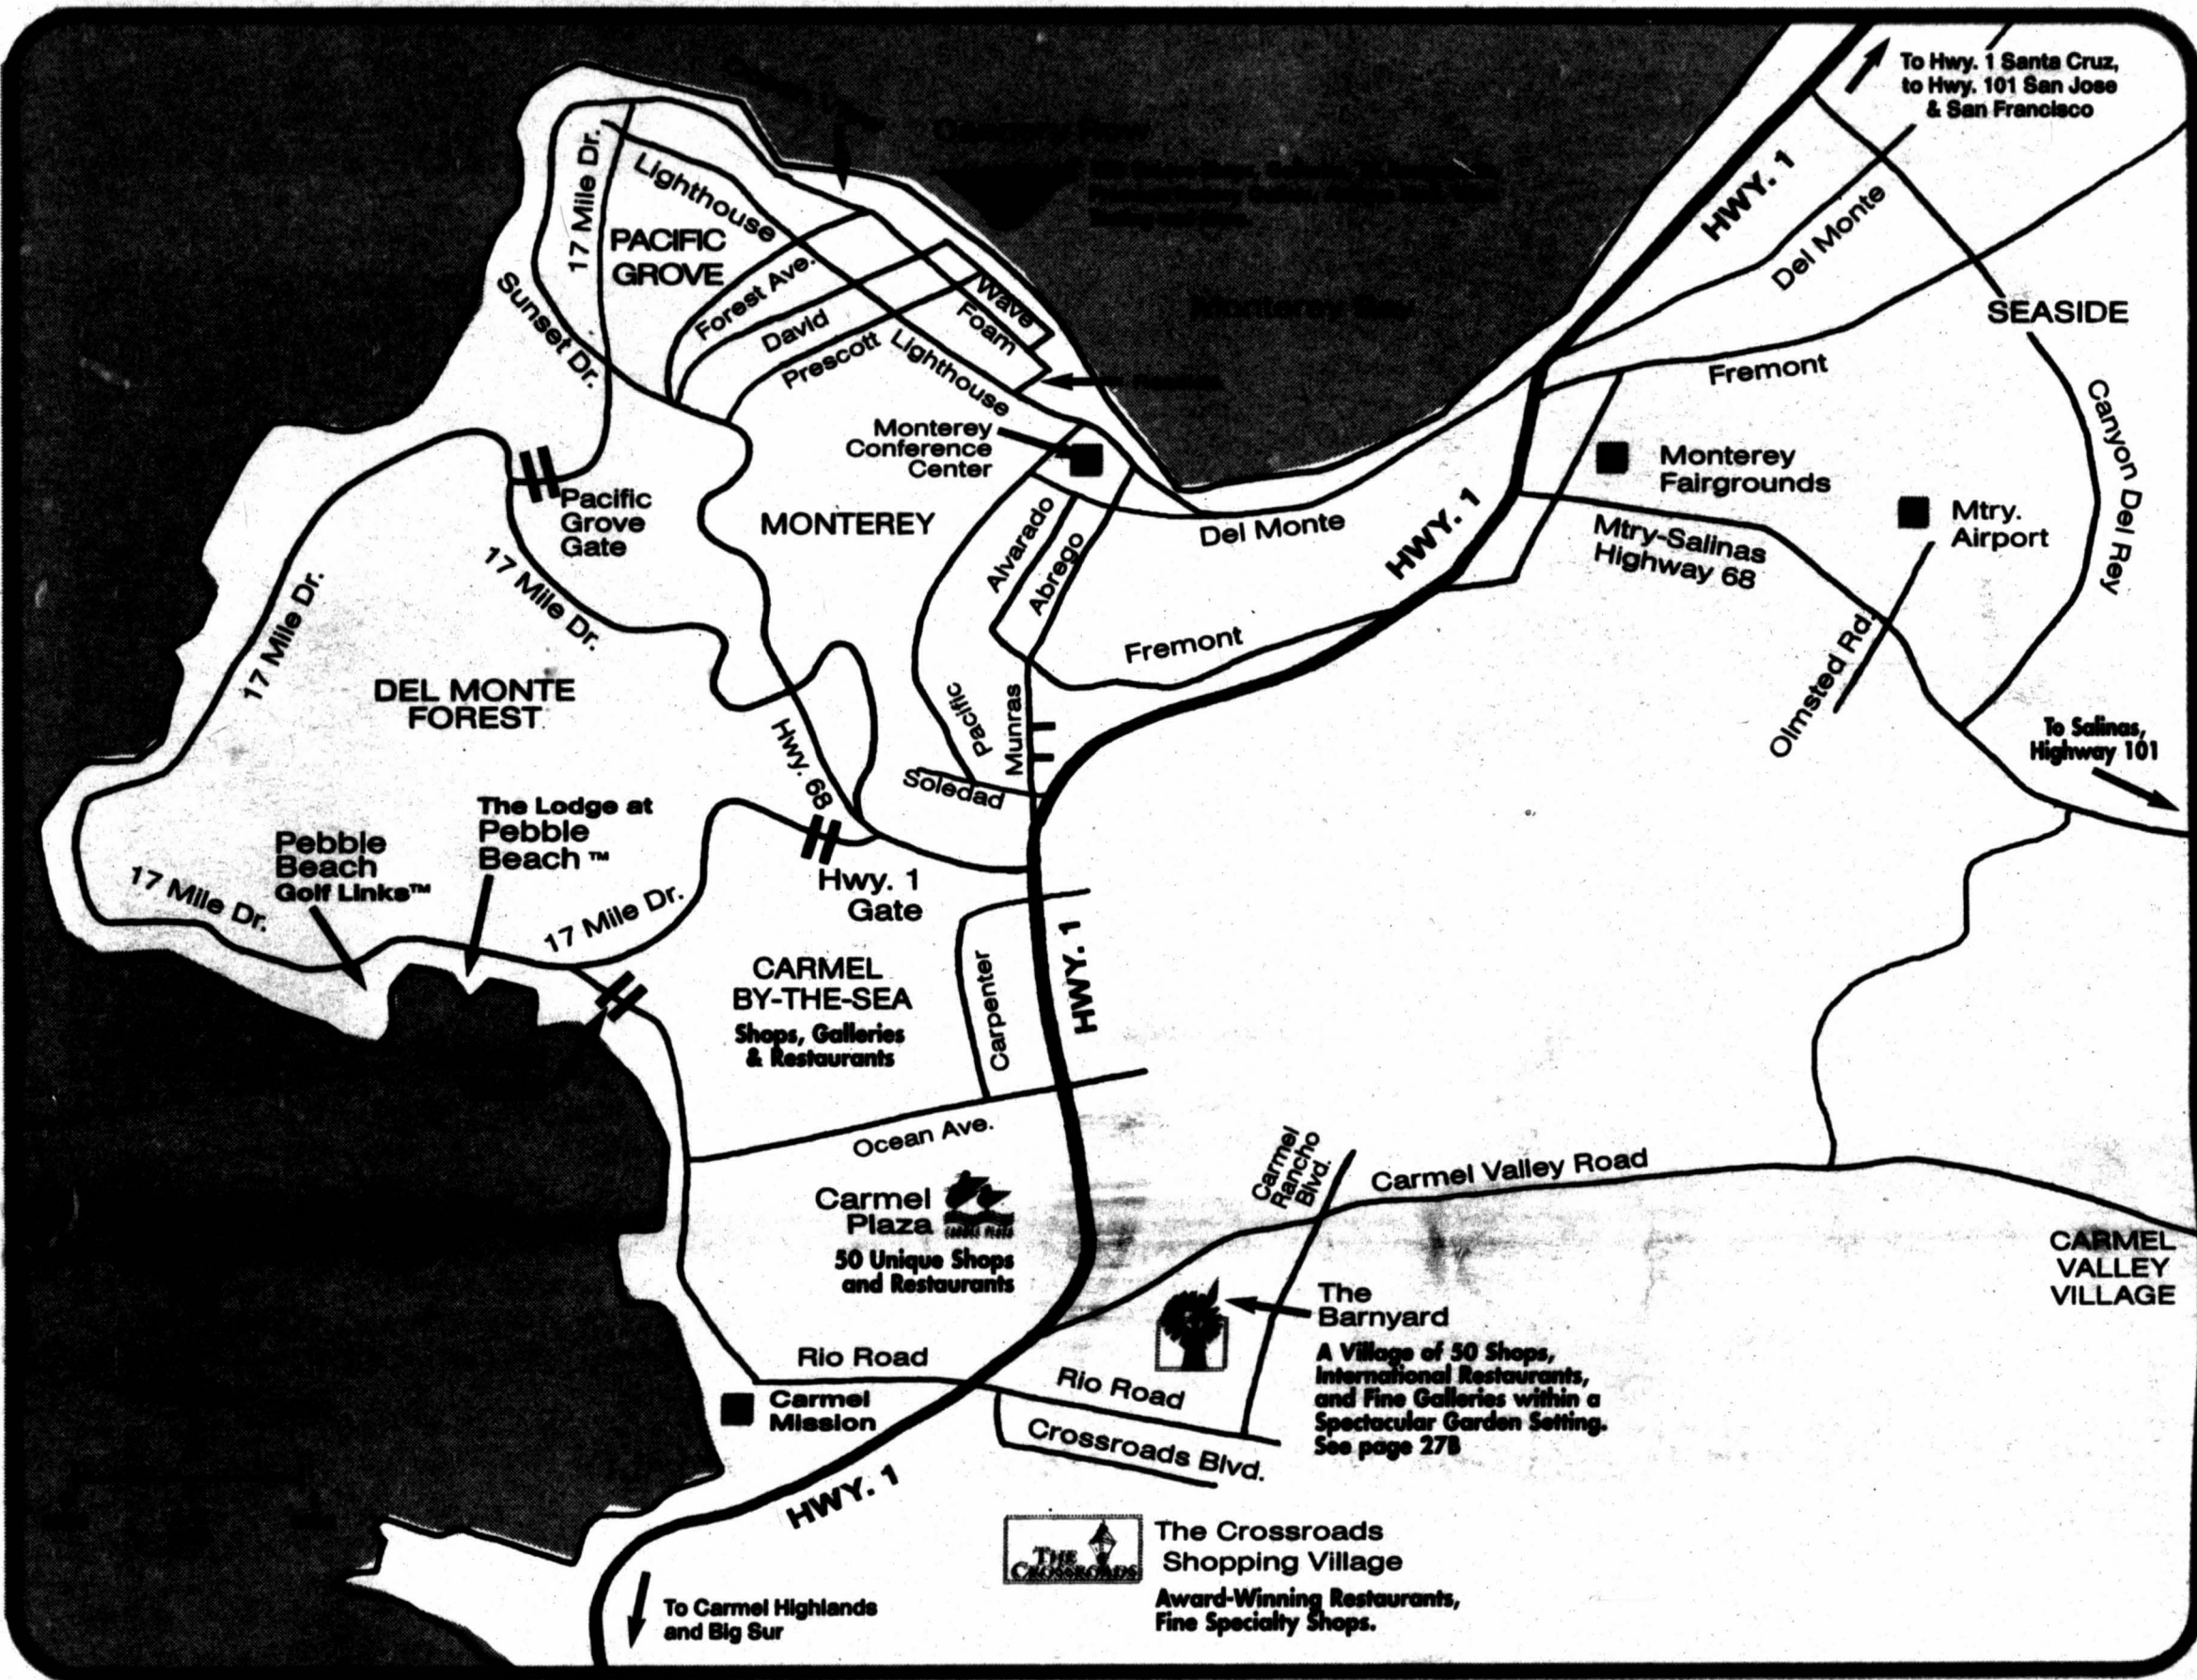 To Hwy. 1 Santa Cruz,
to Hwy. 101 San Jose
& San Francisco
HWY. 1
Del Monte
17 Mile Dr.
Lighthouse
PACIFIC
GROVE
Forest Ave.
Sunset Dr.
David
Prescott
Lighthouse
Wave
Foam
Monterey Bay
SEASIDE
Fremont
Canyon Del Rey
Monterey
Conference
Center
Monterey
Fairgrounds
Mtry.
Airport
Pacific
Grove
Gate
MONTEREY
Alvarado
Abrego
Del Monte
HWY. 1
Mtry-Salinas
Highway 68
17 Mile Dr.
17 Mile Dr.
Fremont
Olmsted Rd.
DEL MONTE
FOREST
Pacific
Munras
Hwy. 68
Soledad
To Salinas,
Highway 101
The Lodge at
Pebble
Beach ™
Pebble
Beach
Golf Links™
17 Mile Dr.
17 Mile Dr.
Hwy. 1
Gate
CARMEL
BY-THE-SEA
Shops, Galleries
& Restaurants
Carpenter
HWY. 1
Ocean Ave.
Carmel
Rancho
Blvd.
Carmel Valley Road
Carmel
Plaza
CARMEL PLAZA
50 Unique Shops
and Restaurants
CARMEL
VALLEY
VILLAGE
The
Barnyard
A Village of 50 Shops,
International Restaurants,
and Fine Galleries within a
Spectacular Garden Setting.
See page 27B
Rio Road
Rio Road
Carmel
Mission
Crossroads Blvd.
HWY. 1
THE
CROSSROADS
The Crossroads
Shopping Village
Award-Winning Restaurants,
Fine Specialty Shops.
To Carmel Highlands
and Big Sur